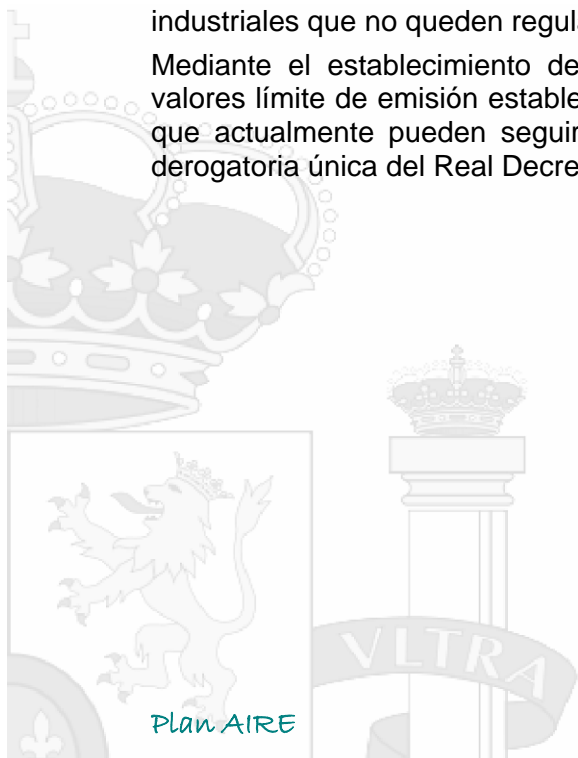 industriales que no queden regula
Mediante el establecimiento de
valores límite de emisión estable
que actualmente pueden seguir
derogatoria única del Real Decre
VLTRA
Plan AIRE